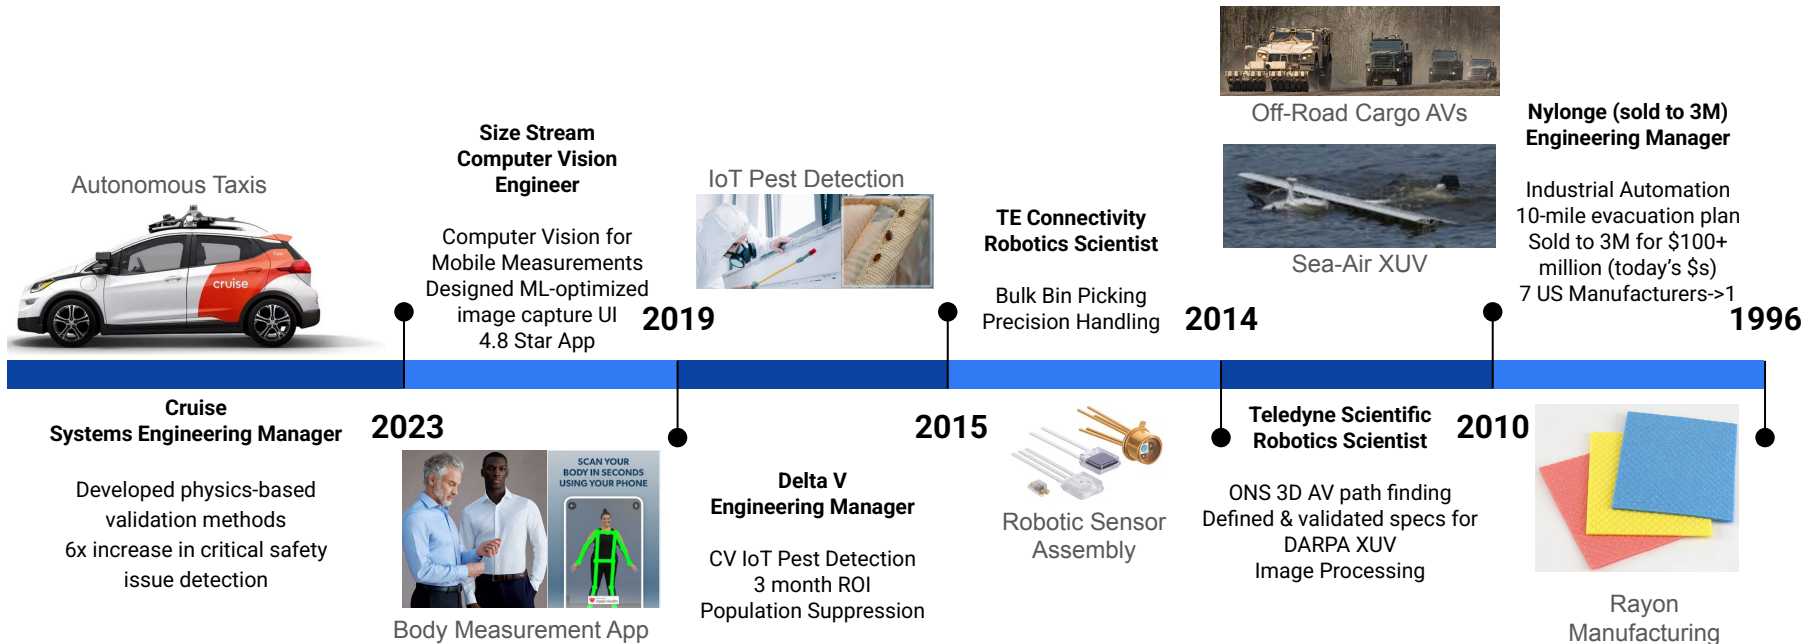 Autonomous Taxis
cruise
Cruise
Systems Engineering Manager
Developed physics-based
validation methods
6x increase in critical safety
issue detection
2023
Size Stream
Computer Vision
Engineer
Computer Vision for
Mobile Measurements
Designed ML-optimized
image capture UI
4.8 Star App
SCAN YOUR
BODY IN SECONDS
USING YOUR PHONE
Body Measurement App
2019
IoT Pest Detection
Delta V
Engineering Manager
CV IoT Pest Detection
3 month ROI
Population Suppression
2015
TE Connectivity
Robotics Scientist
Bulk Bin Picking
Precision Handling
Robotic Sensor
Assembly
2014
Off-Road Cargo AVs
Sea-Air XUV
Teledyne Scientific
Robotics Scientist
ONS 3D AV path finding
Defined & validated specs for
DARPA XUV
Image Processing
2010
Nylonge (sold to 3M)
Engineering Manager
Industrial Automation
10-mile evacuation plan
Sold to 3M for $100+
million (today's $s)
7 US Manufacturers->1
1996
Rayon
Manufacturing